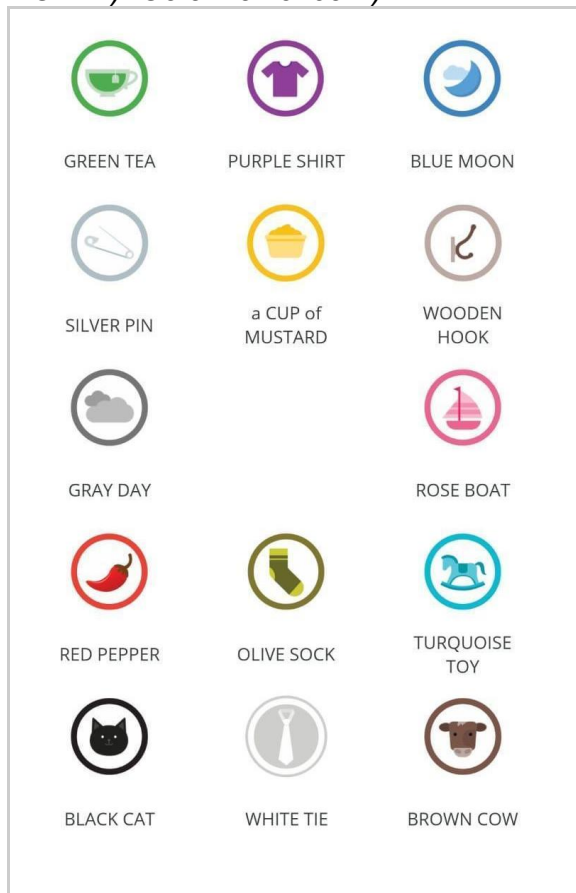 GREEN TEA
PURPLE SHIRT
BLUE MOON
SILVER PIN
a CUP of
MUSTARD
WOODEN
HOOK
GRAY DAY
ROSE BOAT
RED PEPPER
OLIVE SOCK
TURQUOISE
TOY
BLACK CAT
WHITE TIE
BROWN COW